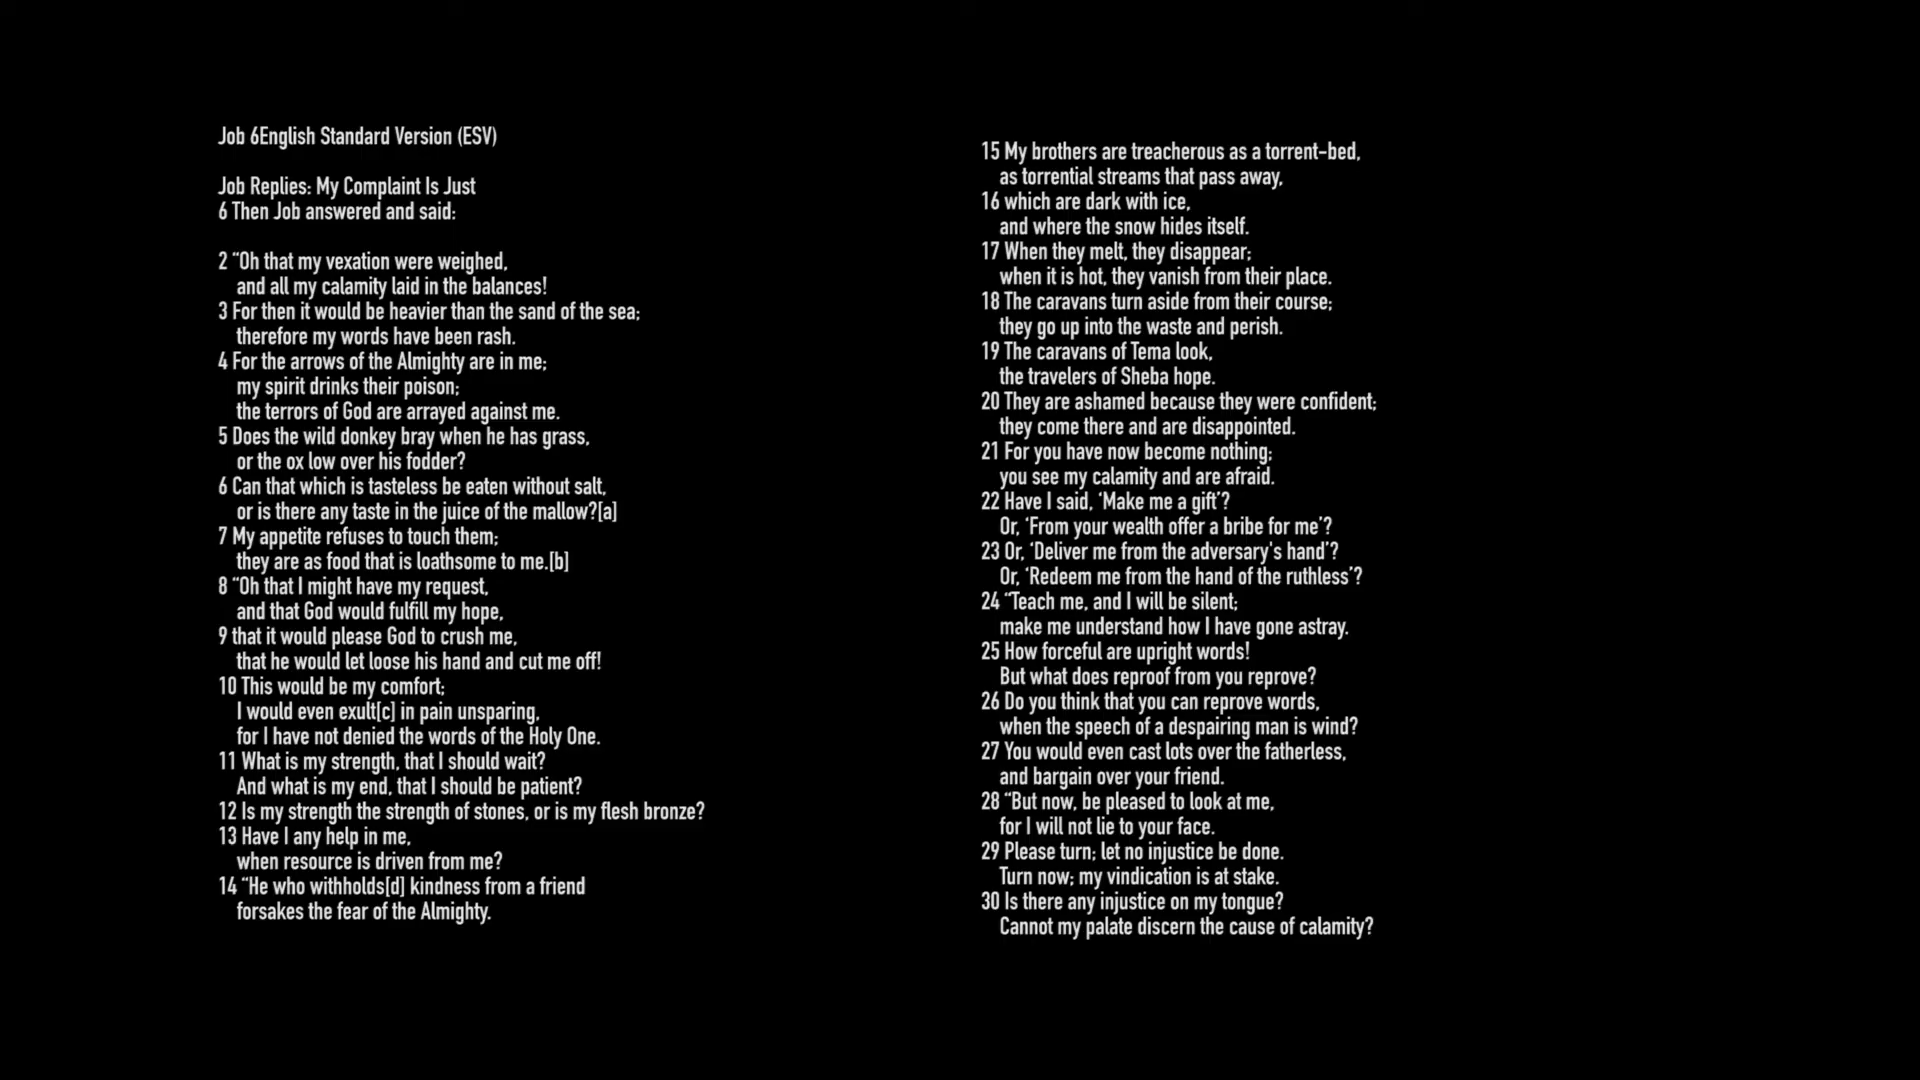 Job 6English Standard Version (ESV)
Job Replies: My Complaint Is Just
6 Then Job answered and said:
2 “Oh that my vexation were weighed,
and all my calamity laid in the balances!
3 For then it would be heavier than the sand of the sea;
therefore my words have been rash.
4 For the arrows of the Almighty are in me;
my spirit drinks their poison;
the terrors of God are arrayed against me.
5 Does the wild donkey bray when he has grass,
or the ox low over his fodder?
6 Can that which is tasteless be eaten without salt,
or is there any taste in the juice of the mallow?[a]
7 My appetite refuses to touch them;
they are as food that is loathsome to me.[b]
8 “Oh that I might have my request,
and that God would fulfill my hope,
9 that it would please God to crush me,
that he would let loose his hand and cut me off!
10 This would be my comfort;
I would even exult[c] in pain unsparing,
for I have not denied the words of the Holy One.
11 What is my strength, that I should wait?
And what is my end, that I should be patient?
12 Is my strength the strength of stones, or is my flesh bronze?
13 Have I any help in me,
when resource is driven from me?
14 “He who withholds[d] kindness from a friend
forsakes the fear of the Almighty.
15 My brothers are treacherous as a torrent-bed,
as torrential streams that pass away,
16 which are dark with ice,
and where the snow hides itself.
17 When they melt, they disappear;
when it is hot, they vanish from their place.
18 The caravans turn aside from their course;
they go up into the waste and perish.
19 The caravans of Tema look,
the travelers of Sheba hope.
20 They are ashamed because they were confident;
they come there and are disappointed.
21 For you have now become nothing;
you see my calamity and are afraid.
22 Have I said, ‘Make me a gift’?
Or, ‘From your wealth offer a bribe for me’?
23 Or, ‘Deliver me from the adversary's hand’?
Or, ‘Redeem me from the hand of the ruthless’?
24 “Teach me, and I will be silent;
make me understand how I have gone astray.
25 How forceful are upright words!
But what does reproof from you reprove?
26 Do you think that you can reprove words,
when the speech of a despairing man is wind?
27 You would even cast lots over the fatherless,
and bargain over your friend.
28 “But now, be pleased to look at me,
for I will not lie to your face.
29 Please turn; let no injustice be done.
Turn now; my vindication is at stake.
30 Is there any injustice on my tongue?
Cannot my palate discern the cause of calamity?